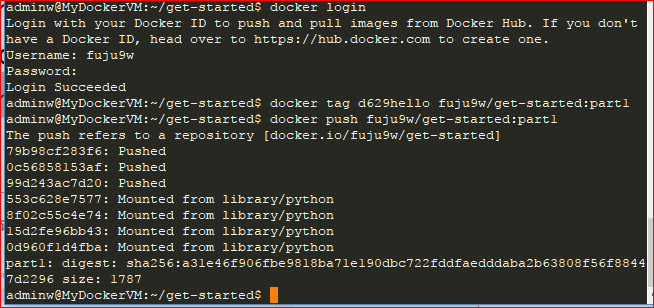 adminw@MyDockerVM:~/get-started$ docker login
Login with your Docker ID to push and pull images from Docker Hub. If you don't
have a Docker ID, head over to https://hub.docker.com to create one.
Username: fuju9w
Password:
Login Succeeded
adminw@MyDockerVM:~/get-started$ docker tag d629hello fuju9w/get-started:part1
adminw@MyDockerVM:~/get-started$ docker push fuju9w/get-started:part1
The push refers to a repository [docker.io/fuju9w/get-started]
79b98cf283f6: Pushed
0c56858153af: Pushed
99d243ac7d20: Pushed
553c628e7577: Mounted from library/python
8f02c55c4e74: Mounted from library/python
15d2fe96bb43: Mounted from library/python
0d960f1d4fba: Mounted from library/python
part1: digest: sha256:a31e46f906fbe9818ba71e190dbc722fddfaedddaba2b63808f56f8844
7d2296 size: 1787
adminw@MyDockerVM:~/get-started$